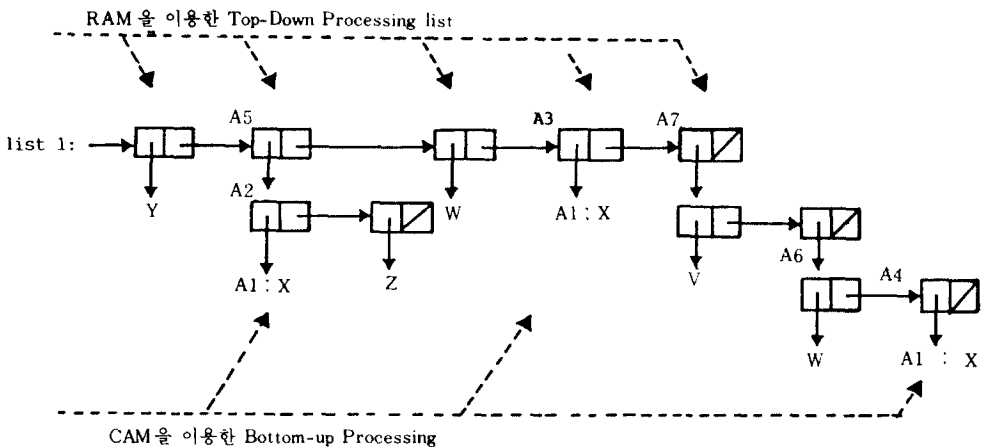 RAM을 이용한 Top-Down Processing list
list 1:
A5
A3
A7
Y
A2
W
A1 : X
A1 : X
Z
V
A6
A4
W
A1 : X
CAM을 이용한 Bottom-up Processing